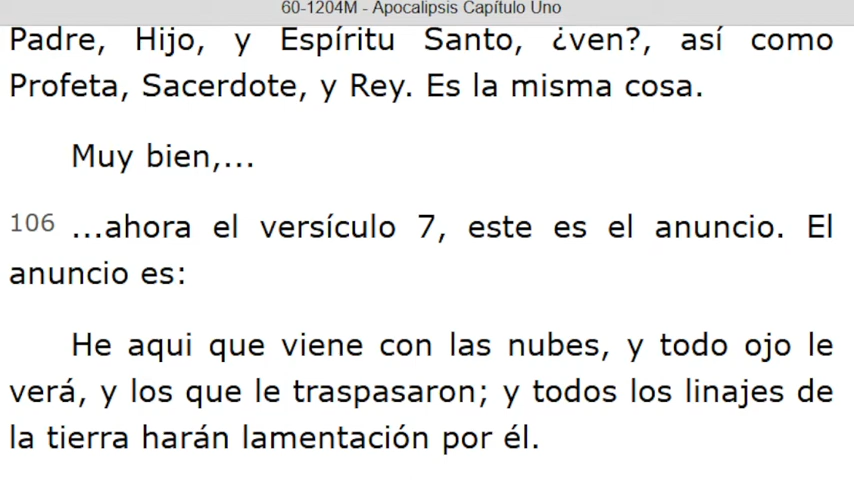 60-1204M - Apocalipsis Capítulo Uno
Padre, Hijo, y Espíritu Santo, ¿ven?, así como
Profeta, Sacerdote, y Rey. Es la misma cosa.
Muy bien,...
106 ...ahora el versículo 7, este es el anuncio. El
anuncio es:
He aqui que viene con las nubes, y todo ojo le
verá, y los que le traspasaron; y todos los linajes de
la tierra harán lamentación por él.